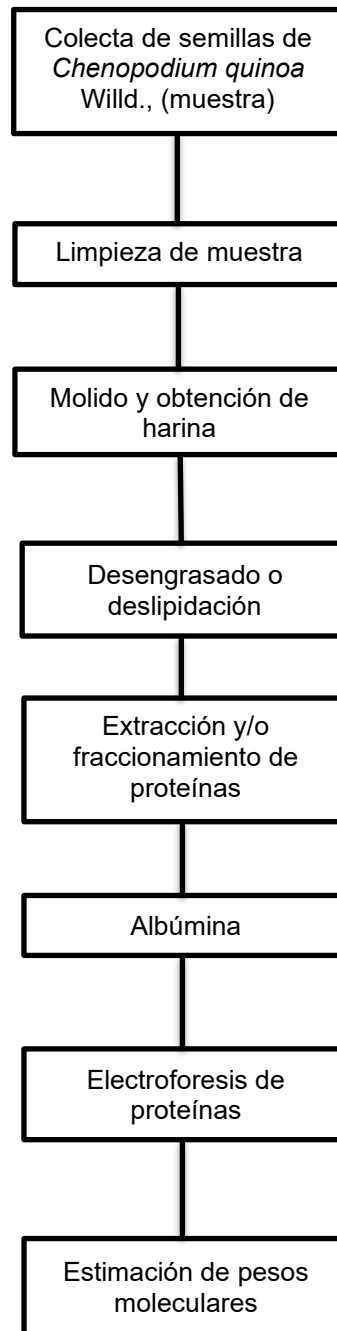 Colecta de semillas de
Chenopodium quinoa
Willd., (muestra)
Limpieza de muestra
Molido y obtención de
harina
Desengrasado o
deslipidación
Extracción y/o
fraccionamiento de
proteínas
Albúmina
Electroforesis de
proteínas
Estimación de pesos
moleculares